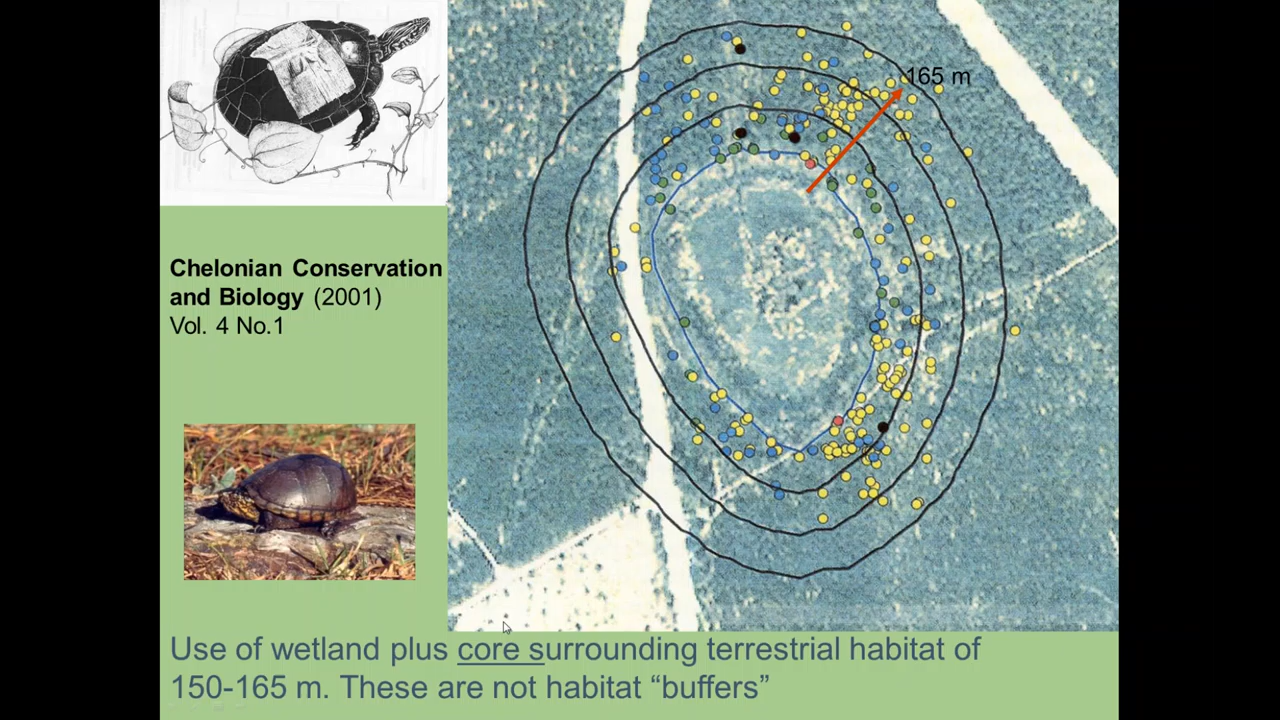 165 m
Chelonian Conservation
and Biology (2001)
Vol. 4 No.1
Use of wetland plus core surrounding terrestrial habitat of
150-165 m. These are not habitat “buffers”